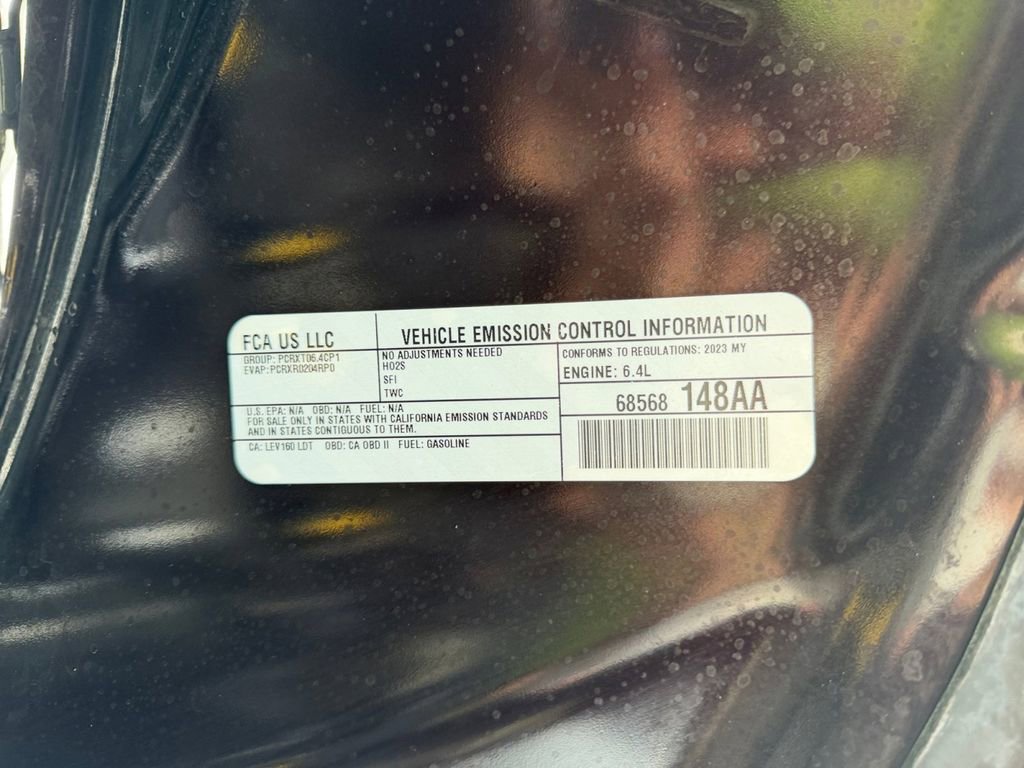 FCA US LLC
VEHICLE EMISSION CONTROL INFORMATION
GROUP: PCRXT06.4CP1
EVAP: PCRXR0204RP0
NO ADJUSTMENTS NEEDED
HO2S
SFI
TWC
CONFORMS TO REGULATIONS: 2023 MY
ENGINE: 6.4L
U.S. EPA: N/A OBD: N/A FUEL: N/A
FOR SALE ONLY IN STATES WITH CALIFORNIA EMISSION STANDARDS
AND IN STATES CONTIGUOUS TO THEM.
CA: LEV160 LDT OBD: CA OBD II FUEL: GASOLINE
68568 148AA